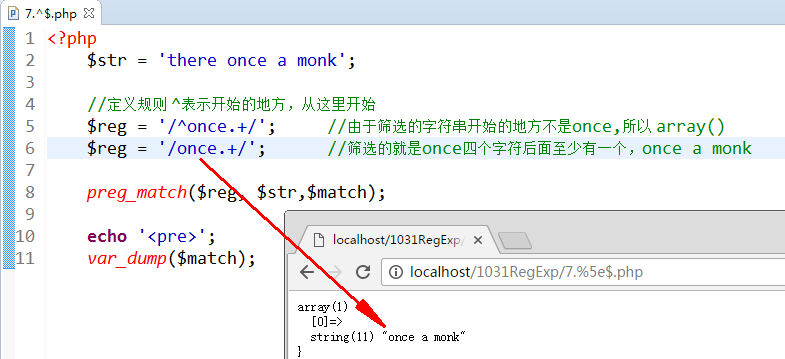 7.^$.php
1 <?php
2 $str = 'there once a monk';
3
4 //定义规则 ^表示开始的地方，从这里开始
5 $reg = '/^once.+/'; //由于筛选的字符串开始的地方不是once,所以 array()
6 $reg = '/once.+/'; //筛选的就是once四个字符后面至少有一个，once a monk
7
8 preg_match($reg, $str,$match);
9
10 echo '<pre>';
11 var_dump($match);
localhost/1031RegExp/
localhost/1031RegExp/7.%5e$.php
array(1)
[0]=>
string(11) "once a monk"
}